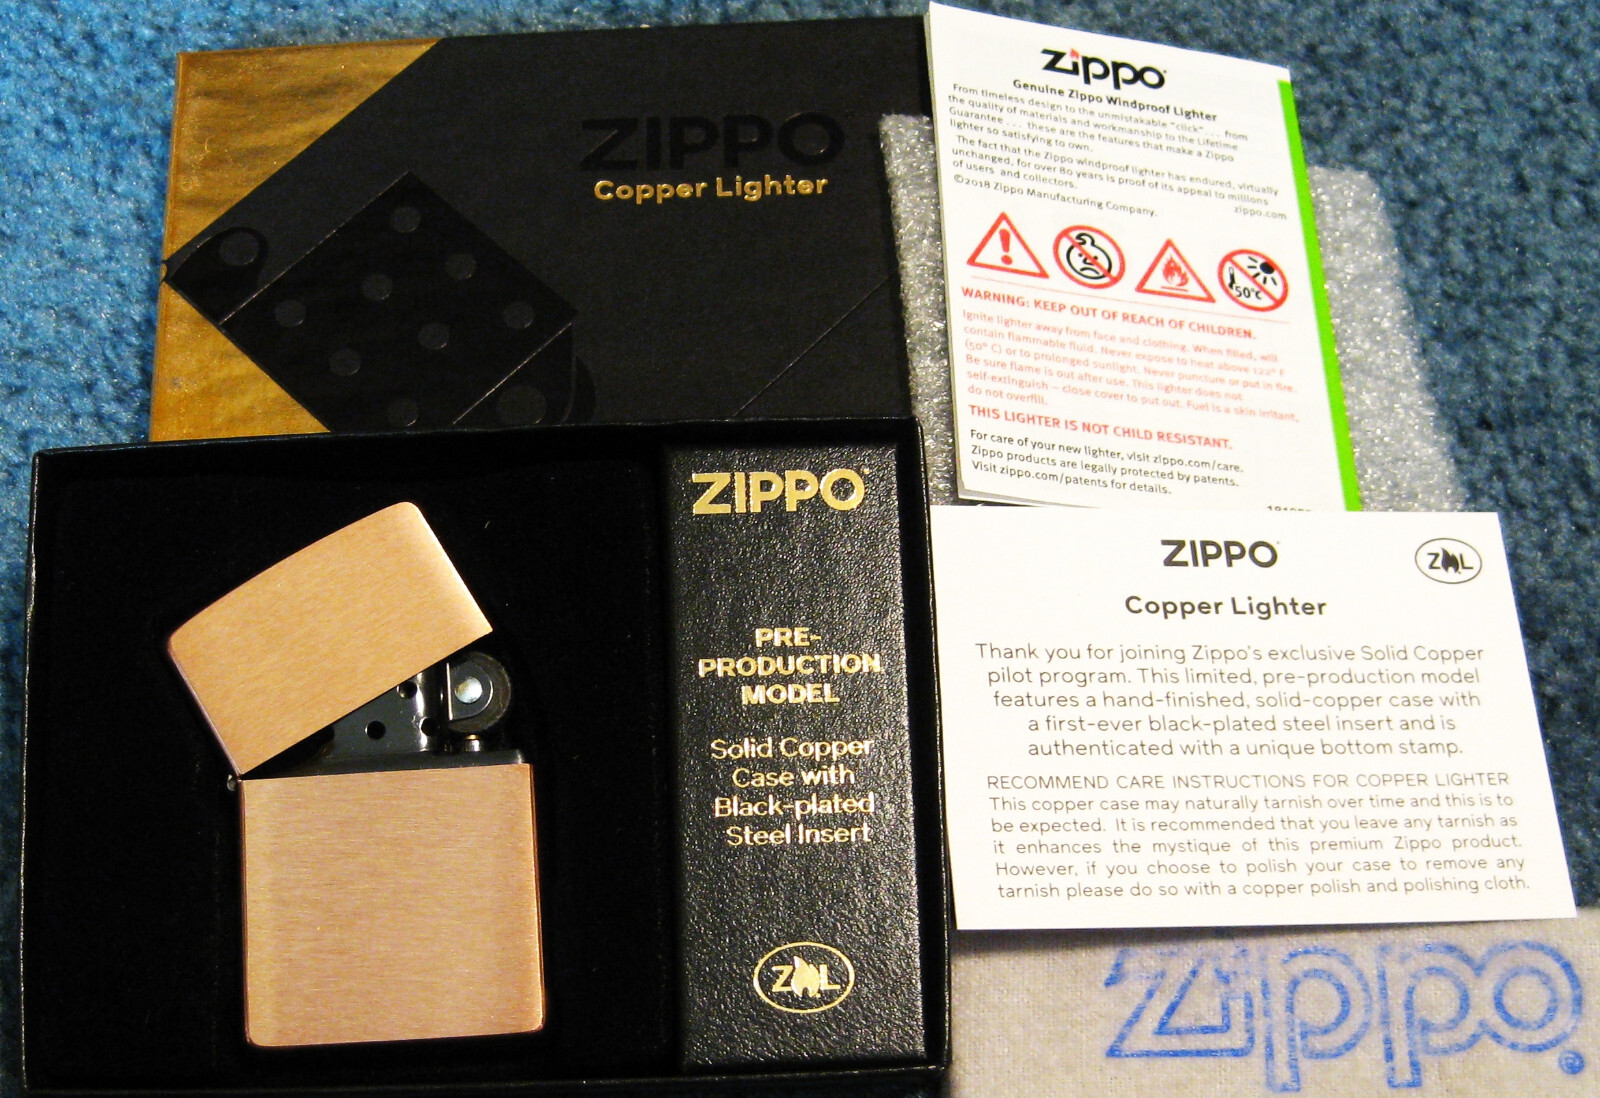 ZIPPO
Copper Lighter
Zippo
Genuine Zippo Windproof Lighter
From timeless design to the unmistakable "click". . . . from
the quality of materials and workmanship to the Lifetime
Guarantee . . . these are the features that make a Zippo
lighter so satisfying to own.
The fact that the Zippo windproof lighter has endured, virtually
unchanged, for over 80 years is proof of its appeal to millions
of users and collectors.
©2018 Zippo Manufacturing Company.
zippo.com
50°C
WARNING: KEEP OUT OF REACH OF CHILDREN.
Ignite lighter away from face and clothing. When filled, will
contain flammable fluid. Never expose to heat above 122° F
(50° C) or to prolonged sunlight. Never puncture or put in fire.
Be sure flame is out after use. This lighter does not
self-extinguish – close cover to put out. Fuel is a skin irritant,
do not overfill.
THIS LIGHTER IS NOT CHILD RESISTANT.
For care of your new lighter, visit zippo.com/care.
Zippo products are legally protected by patents.
Visit zippo.com/patents for details.
ZIPPO
PRE-
PRODUCTION
MODEL
Solid Copper
Case with
Black-plated
Steel Insert
Z L
ZIPPO
Z L
Copper Lighter
Thank you for joining Zippo's exclusive Solid Copper
pilot program. This limited, pre-production model
features a hand-finished, solid-copper case with
a first-ever black-plated steel insert and is
authenticated with a unique bottom stamp.
RECOMMEND CARE INSTRUCTIONS FOR COPPER LIGHTER
This copper case may naturally tarnish over time and this is to
be expected. It is recommended that you leave any tarnish as
it enhances the mystique of this premium Zippo product.
However, if you choose to polish your case to remove any
tarnish please do so with a copper polish and polishing cloth.
Zippo®